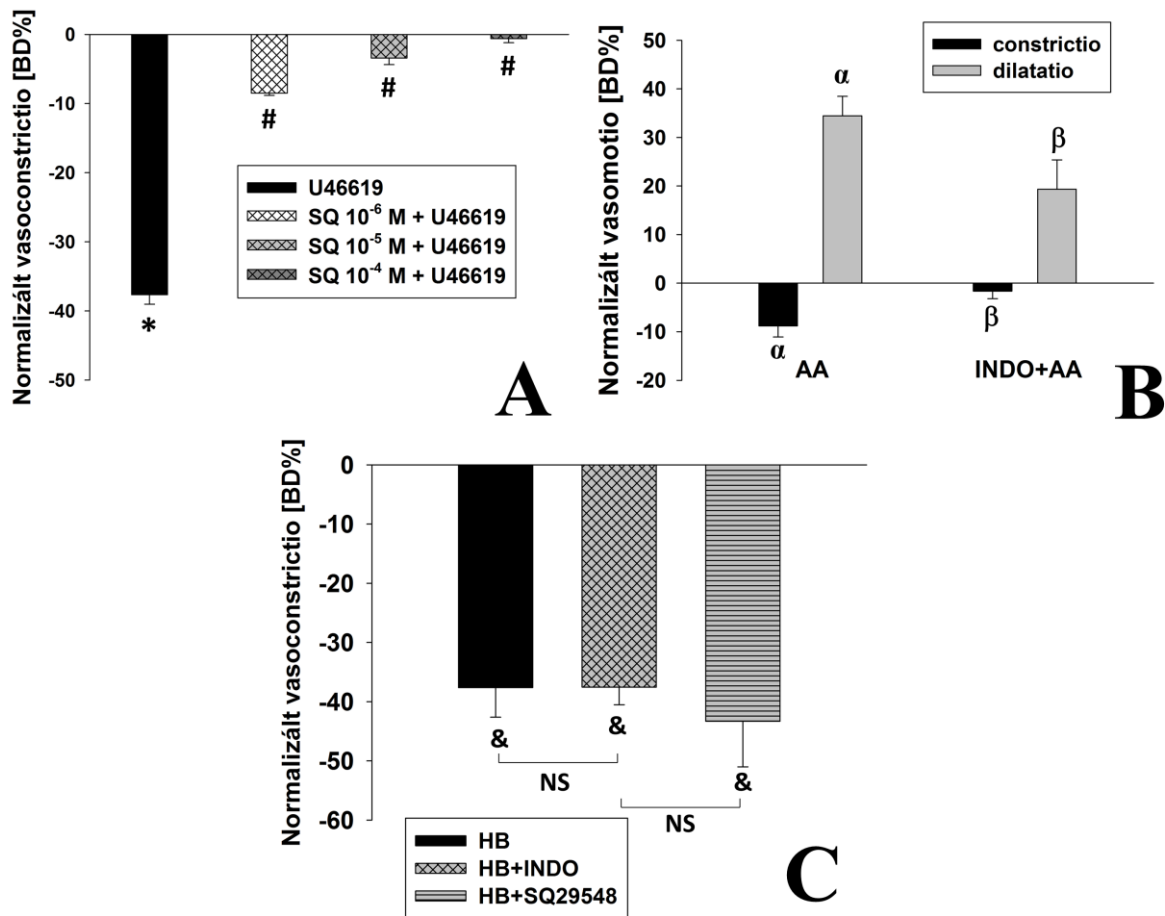 Normalizált vasoconstrictio [BD%]
0
-10
-20
-30
-40
-50
*
#
#
#
U46619
SQ 10⁻⁶ M + U46619
SQ 10⁻⁵ M + U46619
SQ 10⁻⁴ M + U46619
A
Normalizált vasomotio [BD%]
50
40
30
20
10
0
-10
-20
constrictio
dilatatio
α
β
α
β
AA
INDO+AA
B
Normalizált vasoconstrictio [BD%]
0
-10
-20
-30
-40
-50
-60
&
&
&
NS
NS
HB
HB+INDO
HB+SQ29548
C